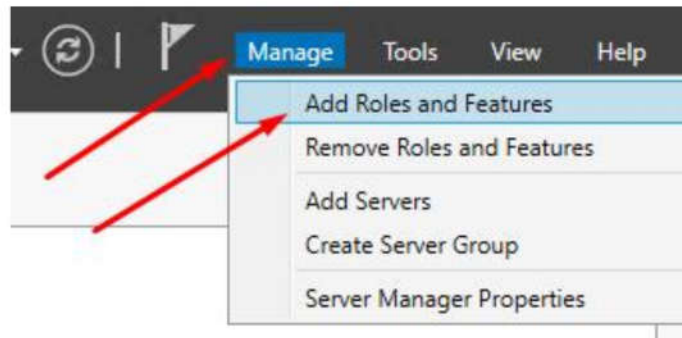 Manage Tools View Help
Add Roles and Features
Remove Roles and Features
Add Servers
Create Server Group
Server Manager Properties